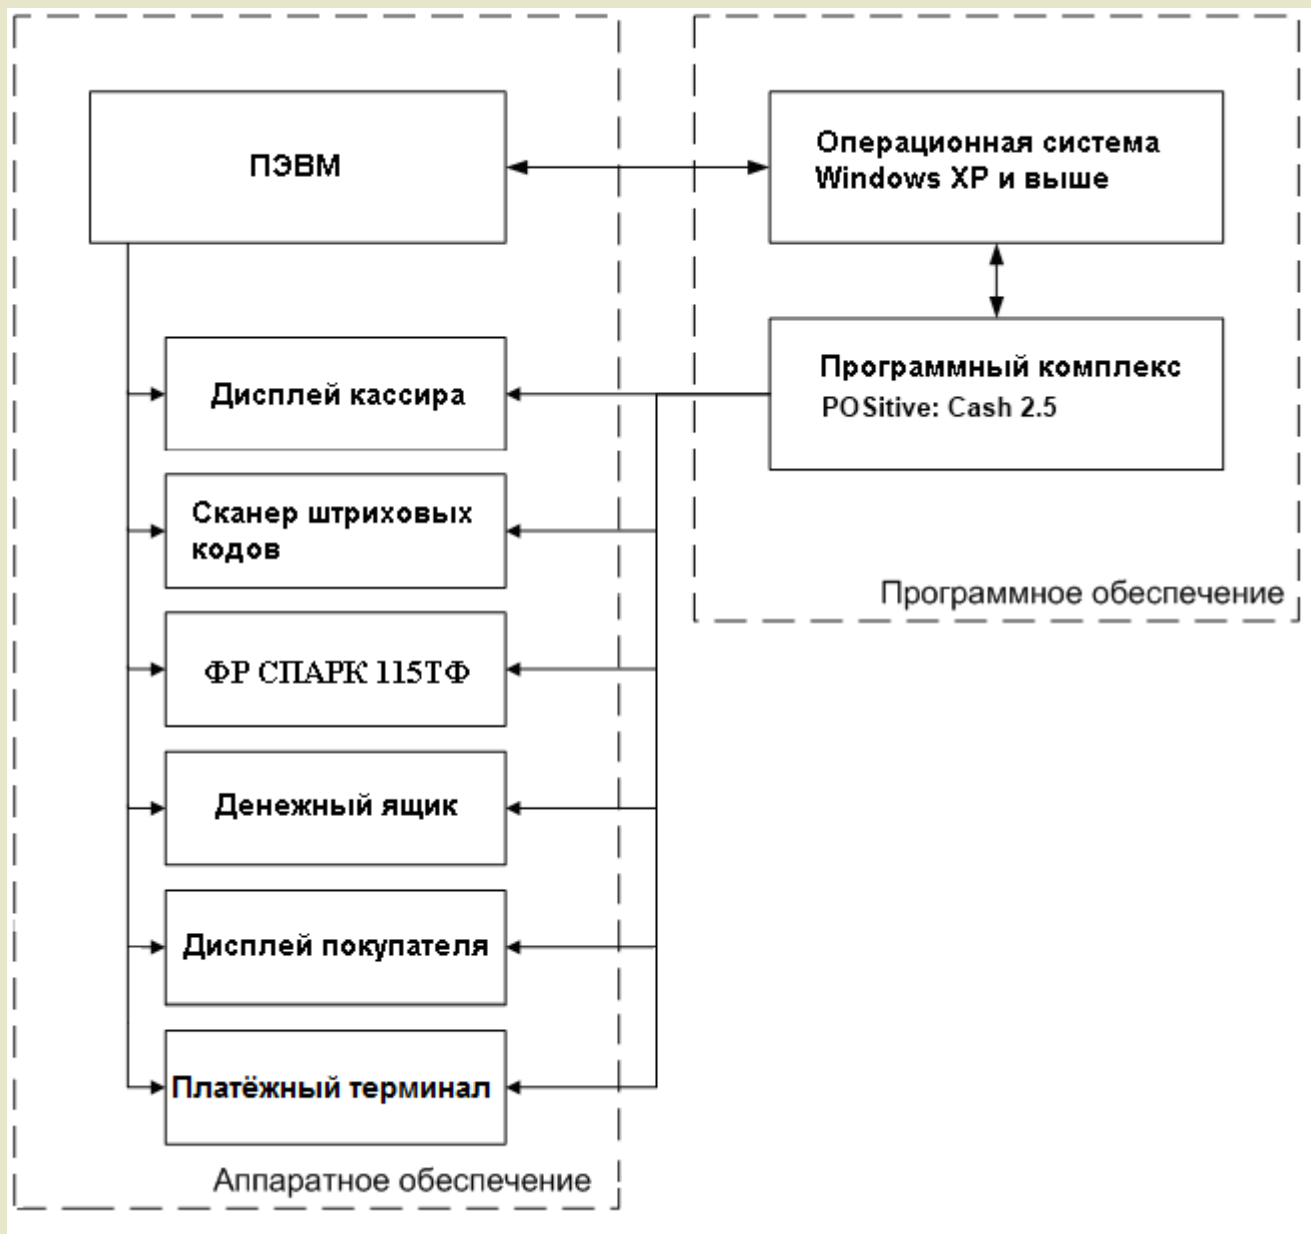 ПЭВМ
Операционная система
Windows XP и выше
Программный комплекс
POSitive: Cash 2.5
Программное обеспечение
Дисплей кассира
Сканер штриховых
кодов
ФР СПАРК 115ТФ
Денежный ящик
Дисплей покупателя
Платёжный терминал
Аппаратное обеспечение